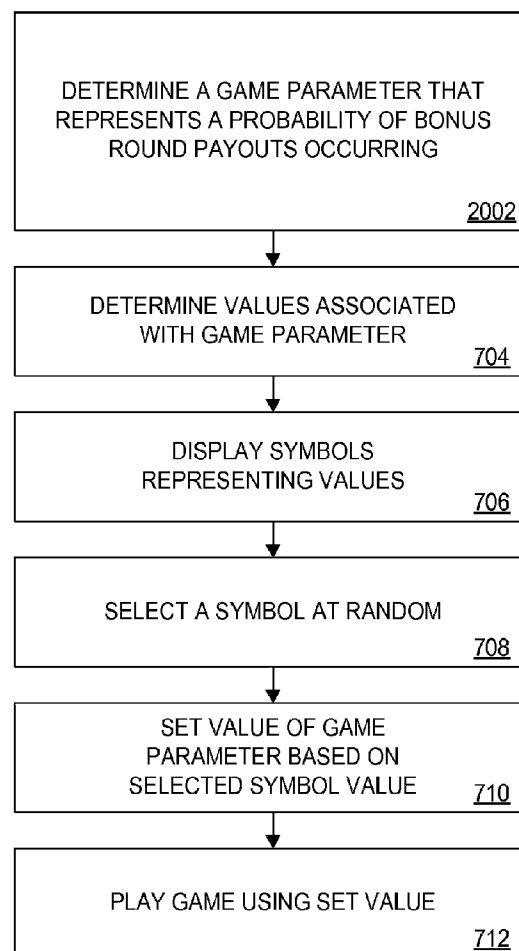 DETERMINE A GAME PARAMETER THAT
REPRESENTS A PROBABILITY OF BONUS
ROUND PAYOUTS OCCURRING
2002
DETERMINE VALUES ASSOCIATED
WITH GAME PARAMETER
704
DISPLAY SYMBOLS
REPRESENTING VALUES
706
SELECT A SYMBOL AT RANDOM
708
SET VALUE OF GAME
PARAMETER BASED ON
SELECTED SYMBOL VALUE
710
PLAY GAME USING SET VALUE
712